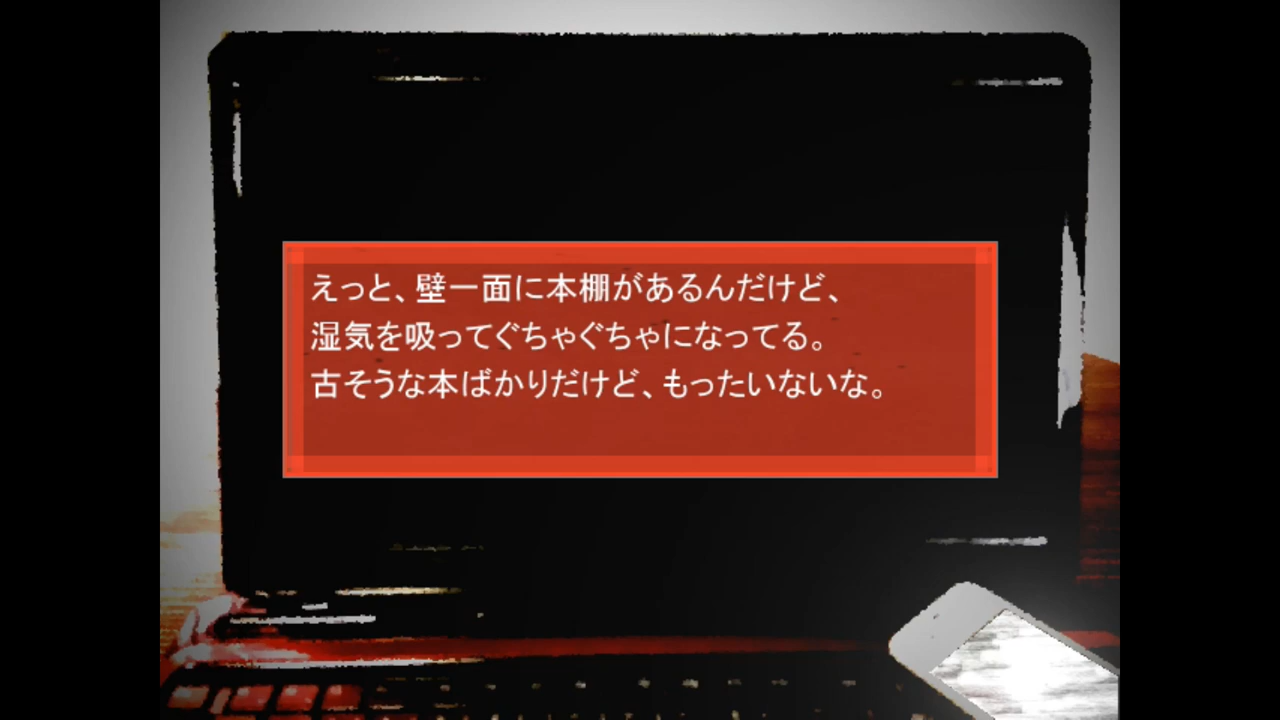 えっと、壁一面に本棚があるんだけど、
湿気を吸ってぐちゃぐちゃになってる。
古そうな本ばかりだけど、もったいないな。